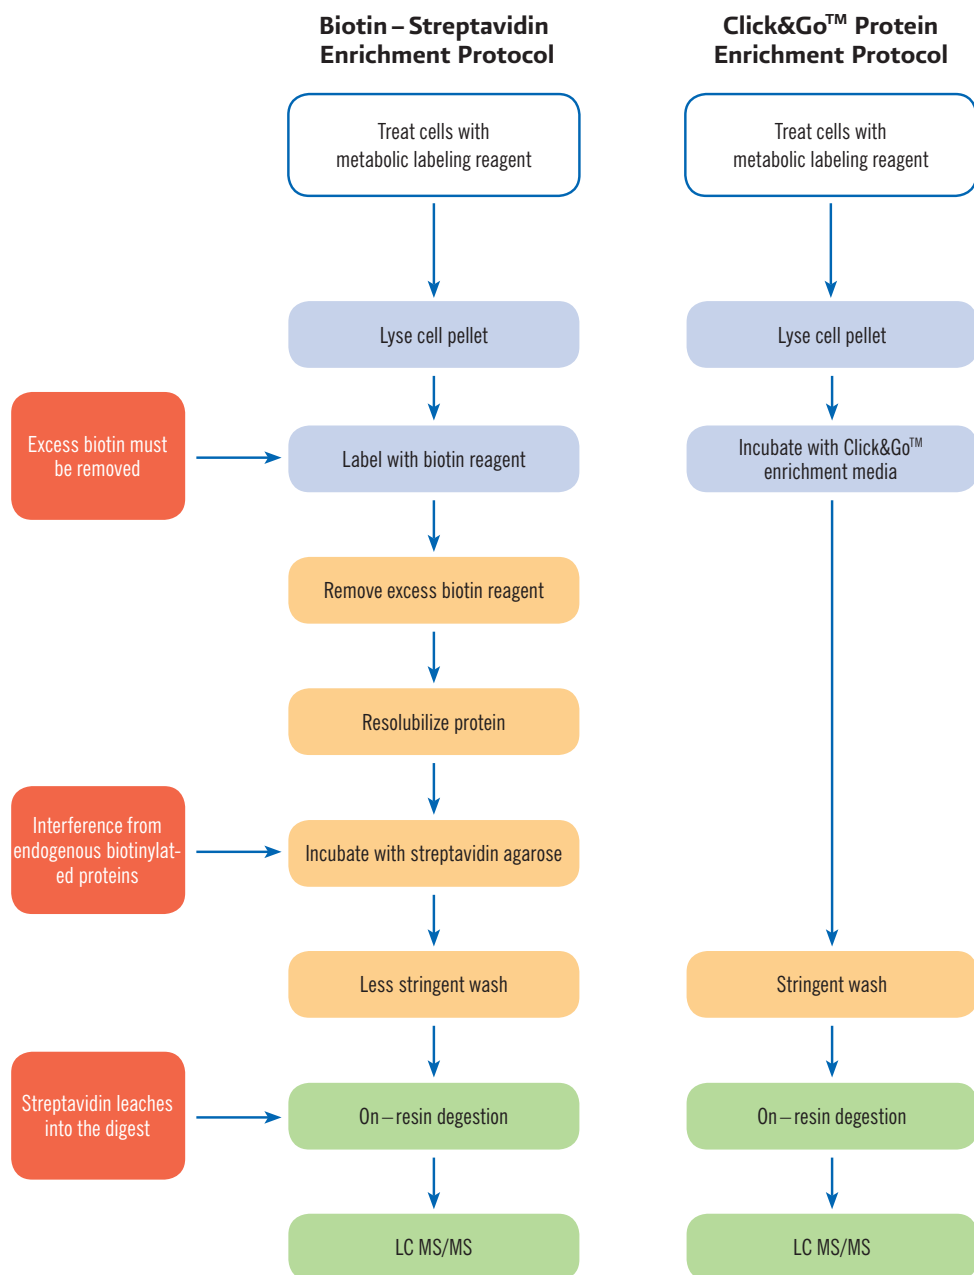 Biotin – Streptavidin
Enrichment Protocol
Click&Go™ Protein
Enrichment Protocol
Treat cells with
metabolic labeling reagent
Treat cells with
metabolic labeling reagent
Lyse cell pellet
Lyse cell pellet
Excess biotin must
be removed
Label with biotin reagent
Incubate with Click&Go™
enrichment media
Remove excess biotin reagent
Resolubilize protein
Interference from
endogenous biotinylat-
ed proteins
Incubate with streptavidin agarose
Less stringent wash
Stringent wash
Streptavidin leaches
into the digest
On – resin degestion
On – resin degestion
LC MS/MS
LC MS/MS